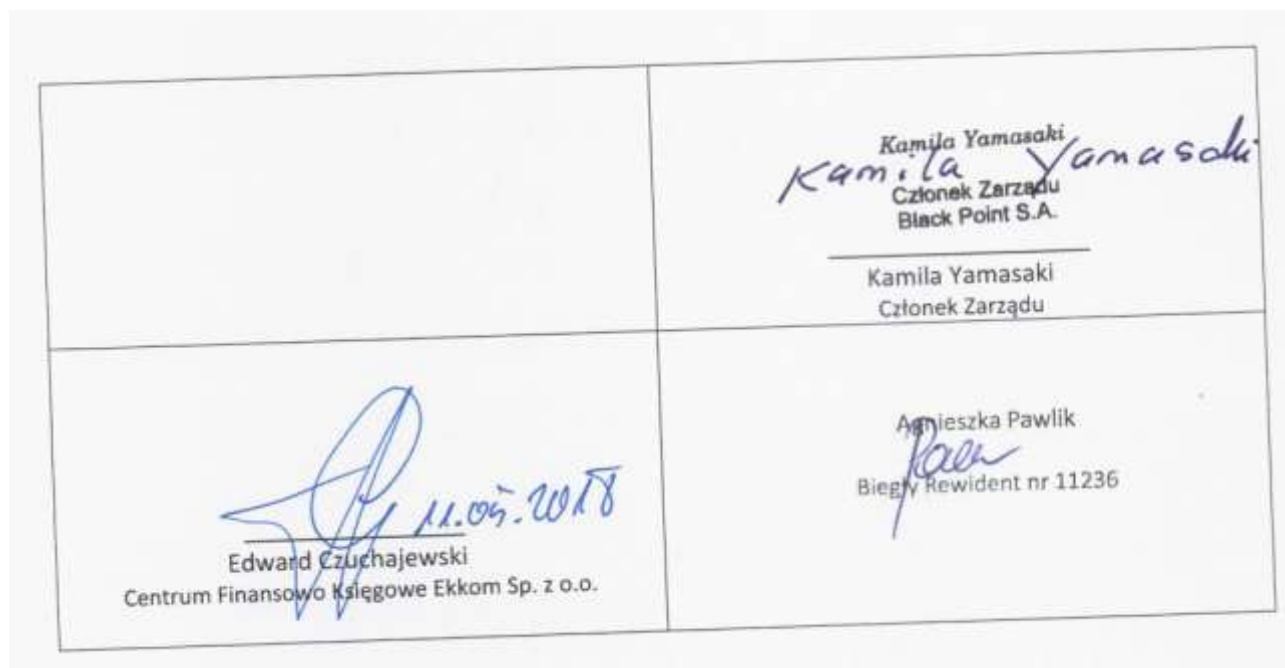 Kamila Yamasaki
Kamila Yamasaki
Członek Zarządu
Black Point S.A.
Kamila Yamasaki
Członek Zarządu
11.05.2018
Edward Czuchajewski
Centrum Finansowo Księgowe Ekkom Sp. z o.o.
Agnieszka Pawlik
Biegły Rewident nr 11236